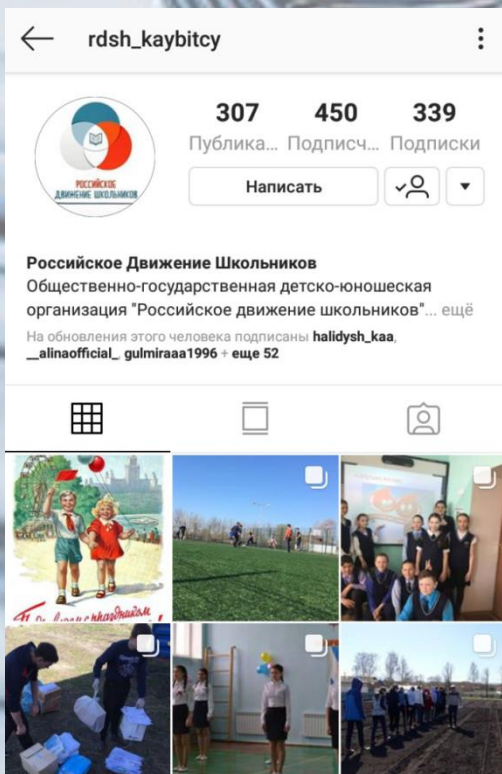 rdsh_kaybitcy
307 450 339
Публика... Подписч... Подписки
РОССИЙСКОЕ
ДВИЖЕНИЕ ШКОЛЬНИКОВ
Написать
Российское Движение Школьников
Общественно-государственная детско-юношеская
организация "Российское движение школьников"... ещё
На обновления этого человека подписаны halidysh_kaa,
__alinaofficial_, gulmiraaa1996 + еще 52
праздником